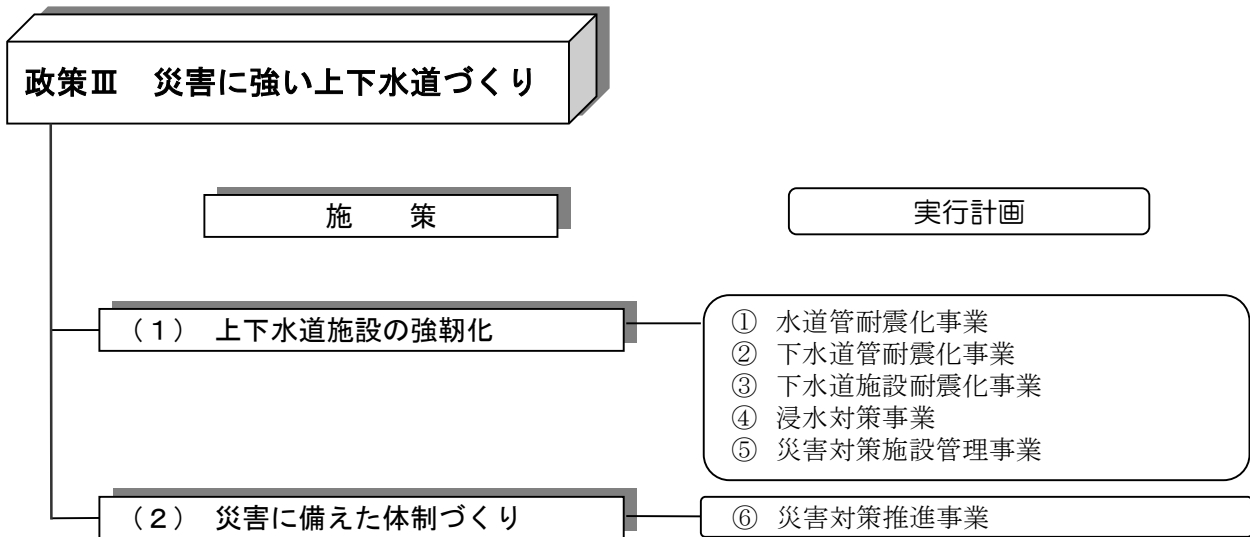 政策Ⅲ　災害に強い上下水道づくり
施　　策
実行計画
（１）　上下水道施設の強靭化
①　水道管耐震化事業
②　下水道管耐震化事業
③　下水道施設耐震化事業
④　浸水対策事業
⑤　災害対策施設管理事業
（２）　災害に備えた体制づくり
⑥　災害対策推進事業